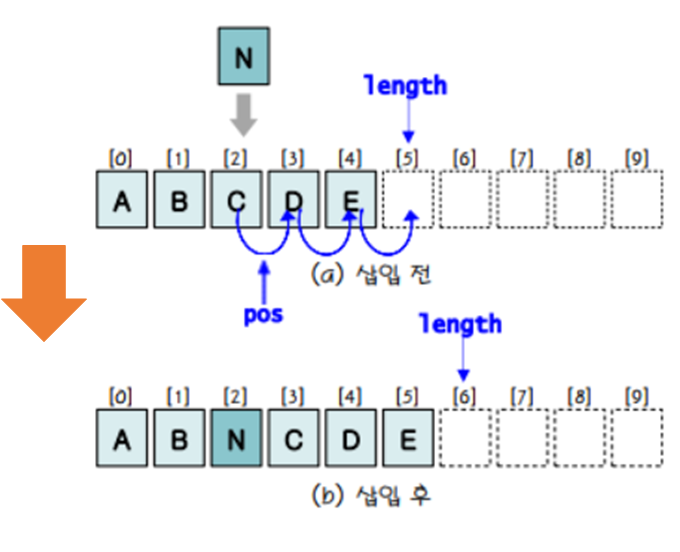 N
length
[0] [1] [2] [3] [4] [5] [6] [7] [8] [9]
A B C D E
(a) 삽입 전
pos
length
[0] [1] [2] [3] [4] [5] [6] [7] [8] [9]
A B N C D E
(b) 삽입 후